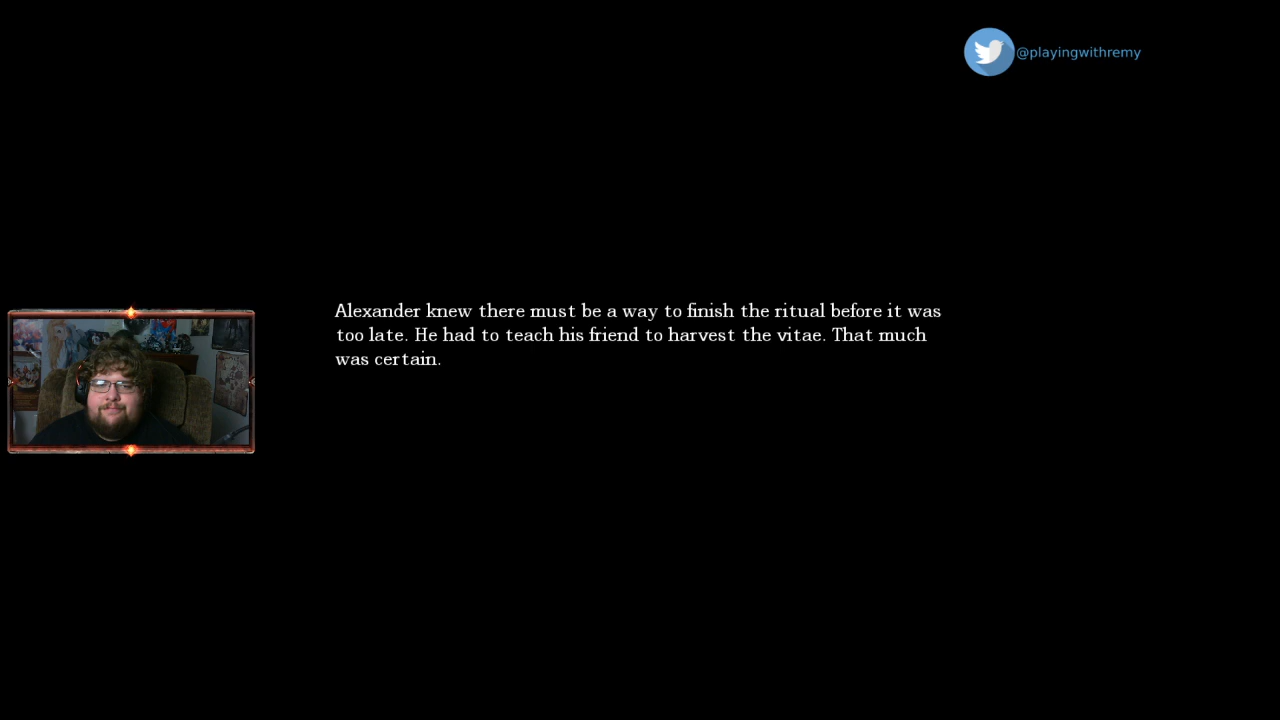 @playingwithremy
Alexander knew there must be a way to finish the ritual before it was
too late. He had to teach his friend to harvest the vitae. That much
was certain.